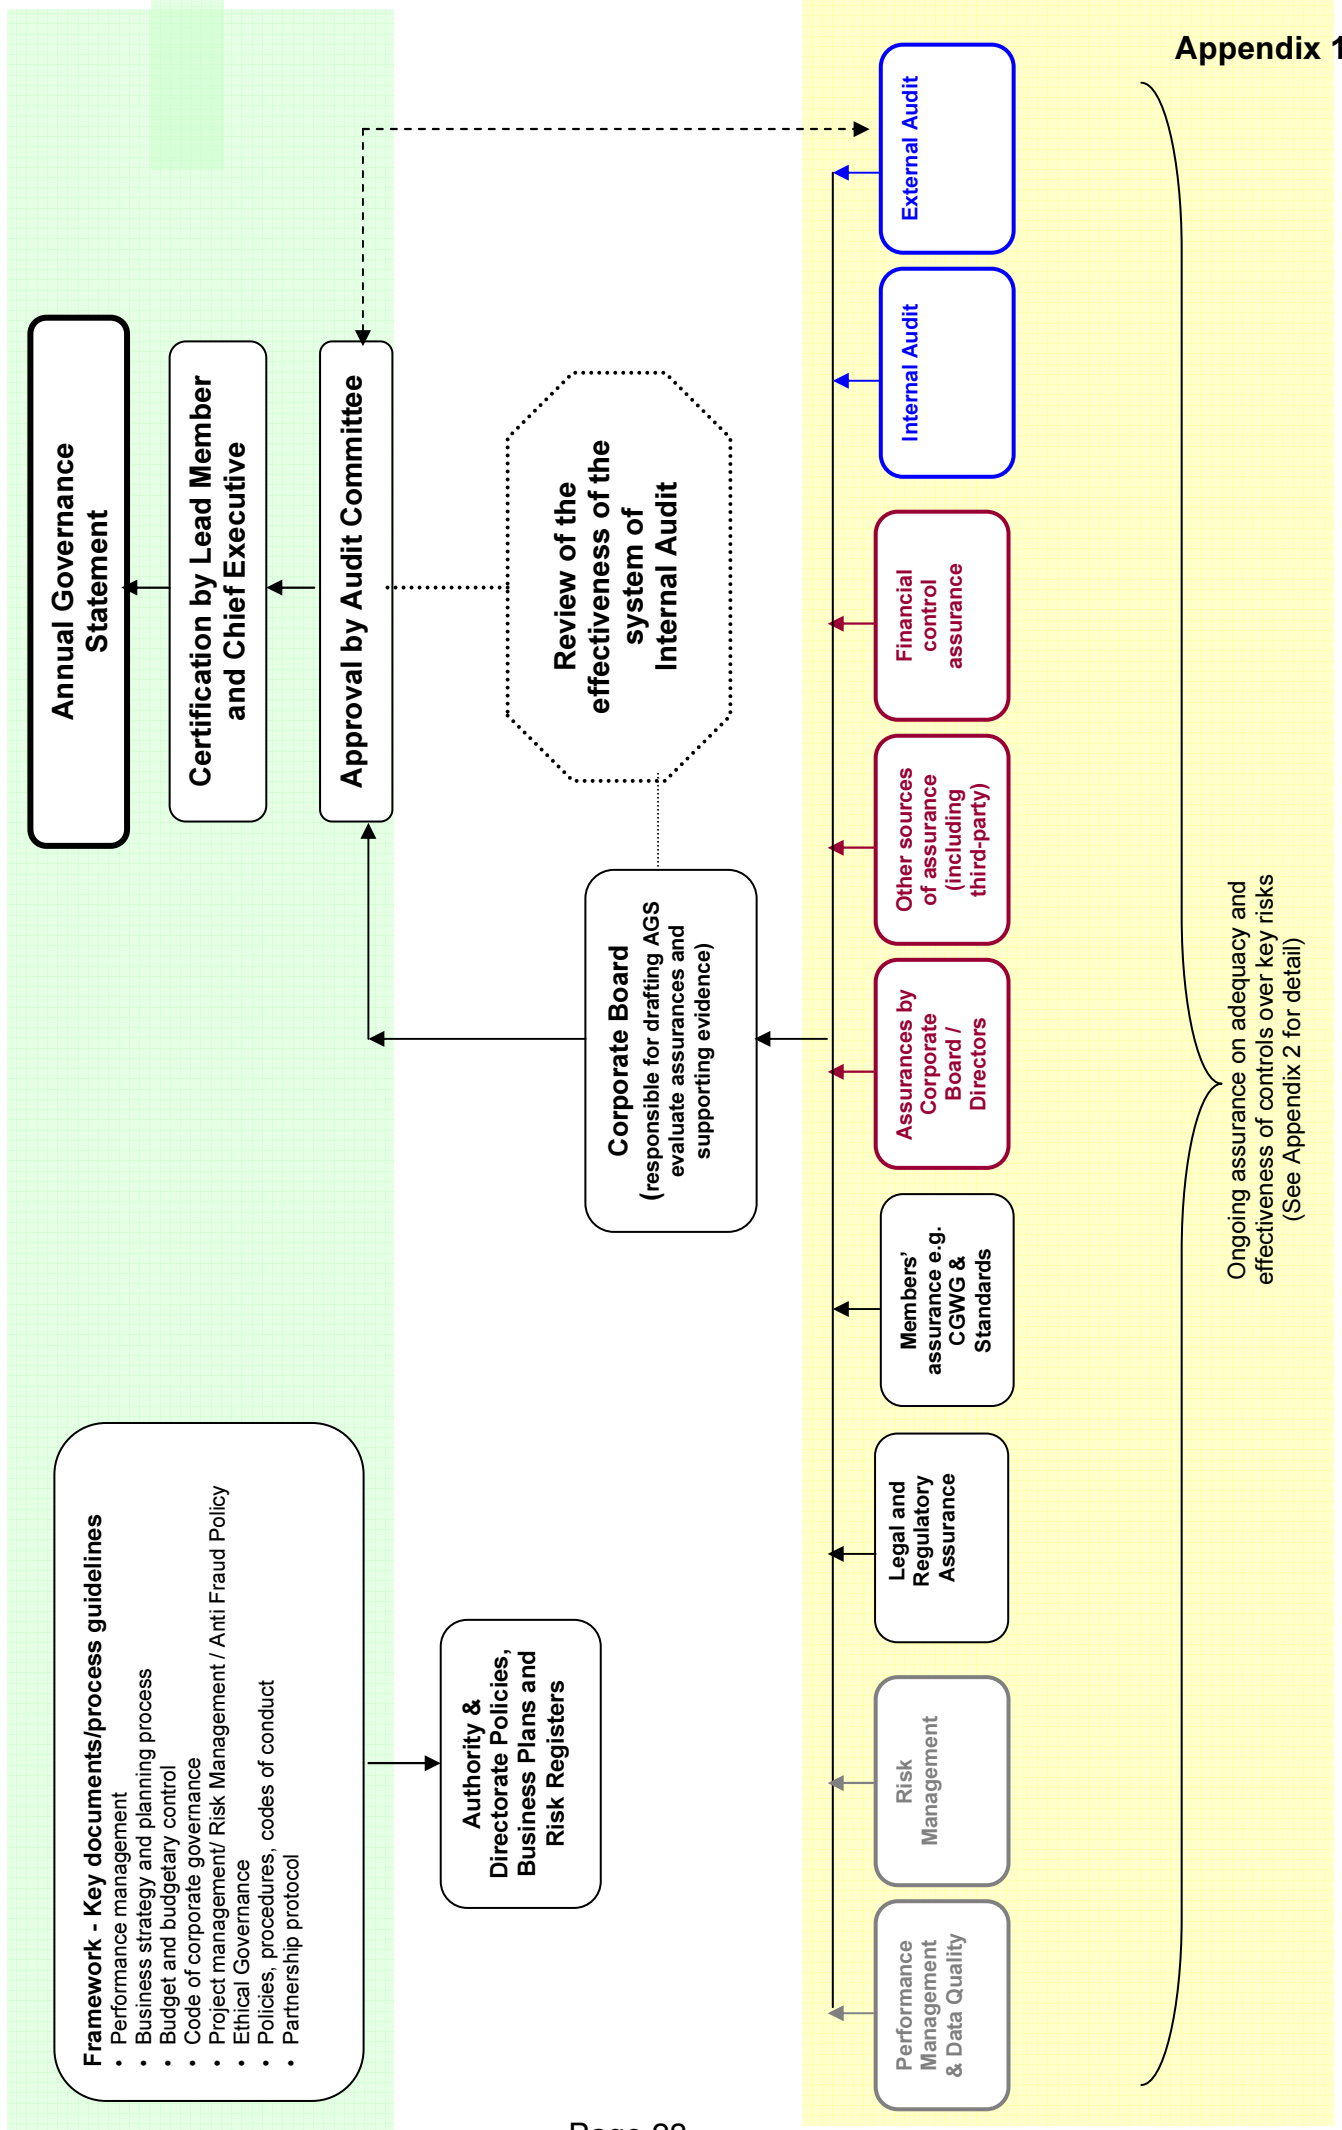 Appendix 1
Framework - Key documents/process guidelines
• Performance management
• Business strategy and planning process
• Budget and budgetary control
• Code of corporate governance
• Project management/ Risk Management / Anti Fraud Policy
• Ethical Governance
• Policies, procedures, codes of conduct
• Partnership protocol
Annual Governance
Statement
Certification by Lead Member
and Chief Executive
Approval by Audit Committee
Authority &
Directorate Policies,
Business Plans and
Risk Registers
Review of the
effectiveness of the
system of
Internal Audit
Corporate Board
(responsible for drafting AGS
evaluate assurances and
supporting evidence)
Performance
Management
& Data Quality
Risk
Management
Legal and
Regulatory
Assurance
Members'
assurance e.g.
CGWG &
Standards
Assurances by
Corporate
Board /
Directors
Other sources
of assurance
(including
third-party)
Financial
control
assurance
Internal Audit
External Audit
Ongoing assurance on adequacy and
effectiveness of controls over key risks
(See Appendix 2 for detail)
Page